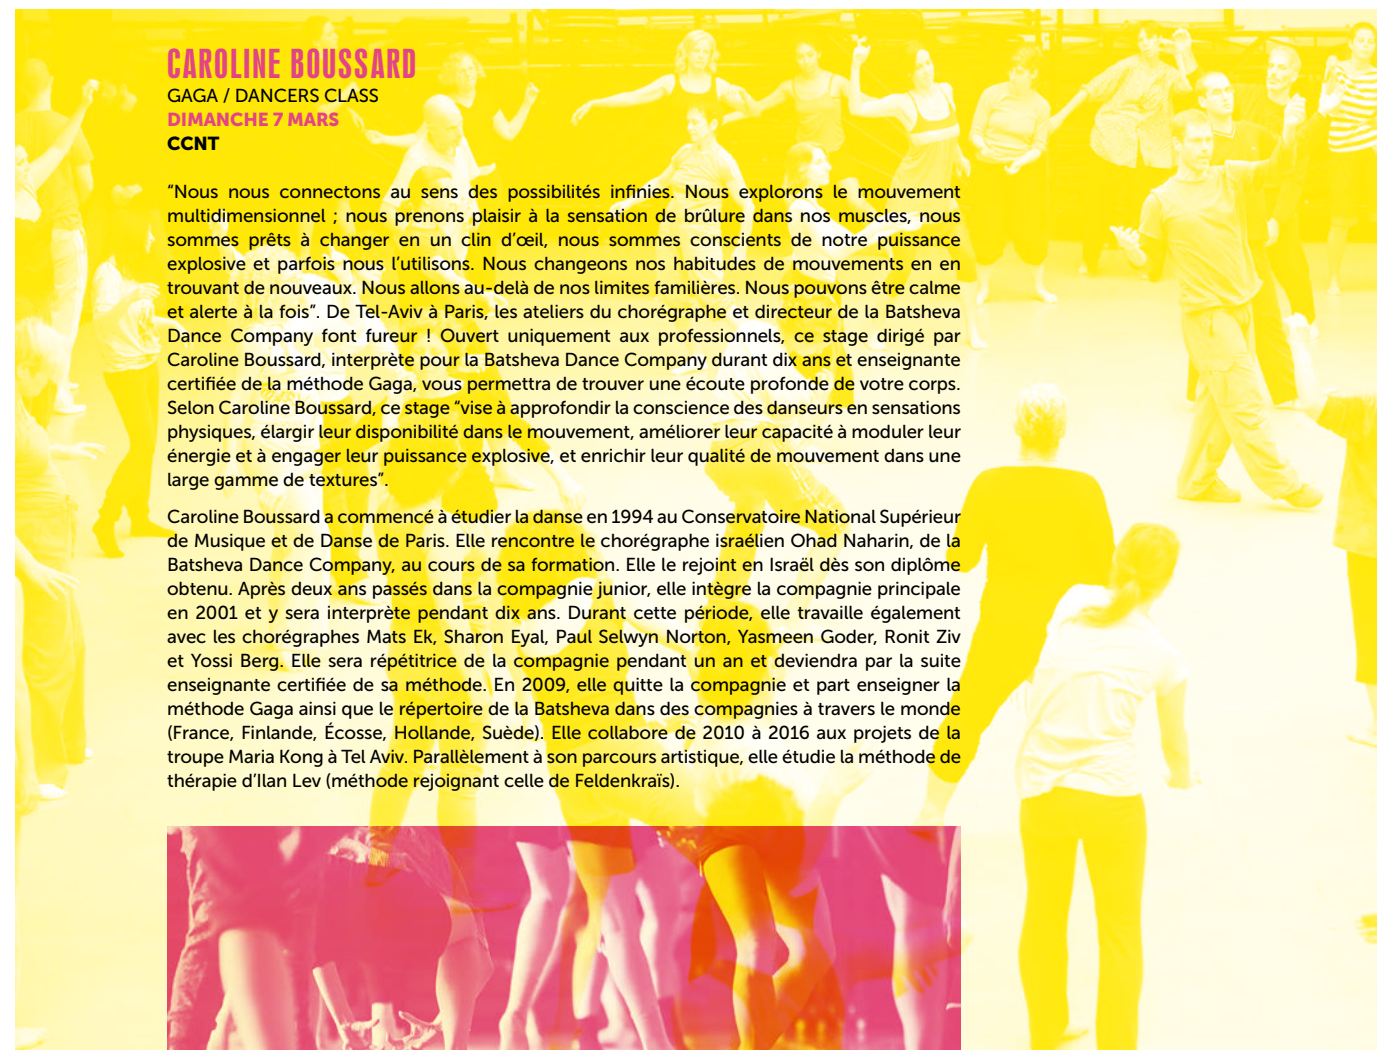 CAROLINE BOUSSARD
GAGA / DANCERS CLASS
DIMANCHE 7 MARS
CCNT
“Nous nous connectons au sens des possibilités infinies. Nous explorons le mouvement
multidimensionnel ; nous prenons plaisir à la sensation de brûlure dans nos muscles, nous
sommes prêts à changer en un clin d’œil, nous sommes conscients de notre puissance
explosive et parfois nous l’utilisons. Nous changeons nos habitudes de mouvements en en
trouvant de nouveaux. Nous allons au-delà de nos limites familières. Nous pouvons être calme
et alerte à la fois”. De Tel-Aviv à Paris, les ateliers du chorégraphe et directeur de la Batsheva
Dance Company font fureur ! Ouvert uniquement aux professionnels, ce stage dirigé par
Caroline Boussard, interprète pour la Batsheva Dance Company durant dix ans et enseignante
certifiée de la méthode Gaga, vous permettra de trouver une écoute profonde de votre corps.
Selon Caroline Boussard, ce stage “vise à approfondir la conscience des danseurs en sensations
physiques, élargir leur disponibilité dans le mouvement, améliorer leur capacité à moduler leur
énergie et à engager leur puissance explosive, et enrichir leur qualité de mouvement dans une
large gamme de textures”.
Caroline Boussard a commencé à étudier la danse en 1994 au Conservatoire National Supérieur
de Musique et de Danse de Paris. Elle rencontre le chorégraphe israélien Ohad Naharin, de la
Batsheva Dance Company, au cours de sa formation. Elle le rejoint en Israël dès son diplôme
obtenu. Après deux ans passés dans la compagnie junior, elle intègre la compagnie principale
en 2001 et y sera interprète pendant dix ans. Durant cette période, elle travaille également
avec les chorégraphes Mats Ek, Sharon Eyal, Paul Selwyn Norton, Yasmeen Goder, Ronit Ziv
et Yossi Berg. Elle sera répétitrice de la compagnie pendant un an et deviendra par la suite
enseignante certifiée de sa méthode. En 2009, elle quitte la compagnie et part enseigner la
méthode Gaga ainsi que le répertoire de la Batsheva dans des compagnies à travers le monde
(France, Finlande, Écosse, Hollande, Suède). Elle collabore de 2010 à 2016 aux projets de la
troupe Maria Kong à Tel Aviv. Parallèlement à son parcours artistique, elle étudie la méthode de
thérapie d’Ilan Lev (méthode rejoignant celle de Feldenkraïs).